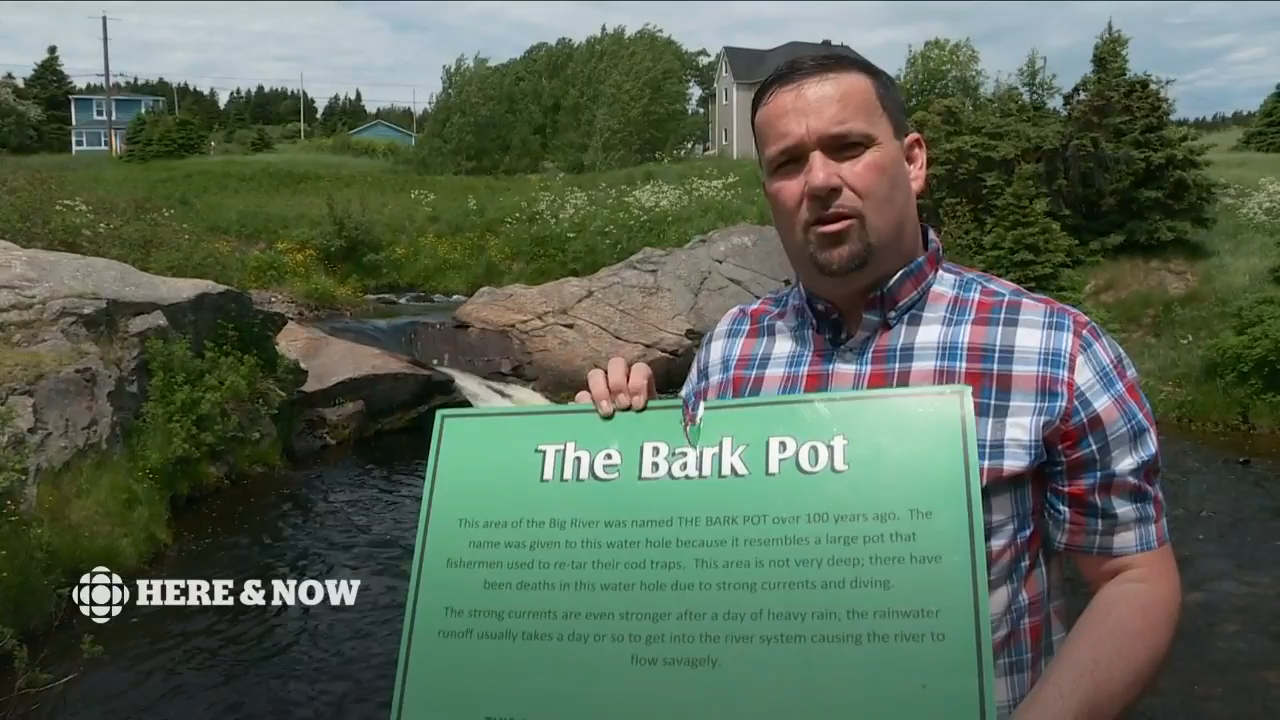 The Bark Pot
This area of the Big River was named THE BARK POT over 100 years ago. The
name was given to this water hole because it resembles a large pot that
fishermen used to re-tar their cod traps. This area is not very deep; there have
been deaths in this water hole due to strong currents and diving.
The strong currents are even stronger after a day of heavy rain; the rainwater
runoff usually takes a day or so to get into the river system causing the river to
flow savagely.
HERE & NOW